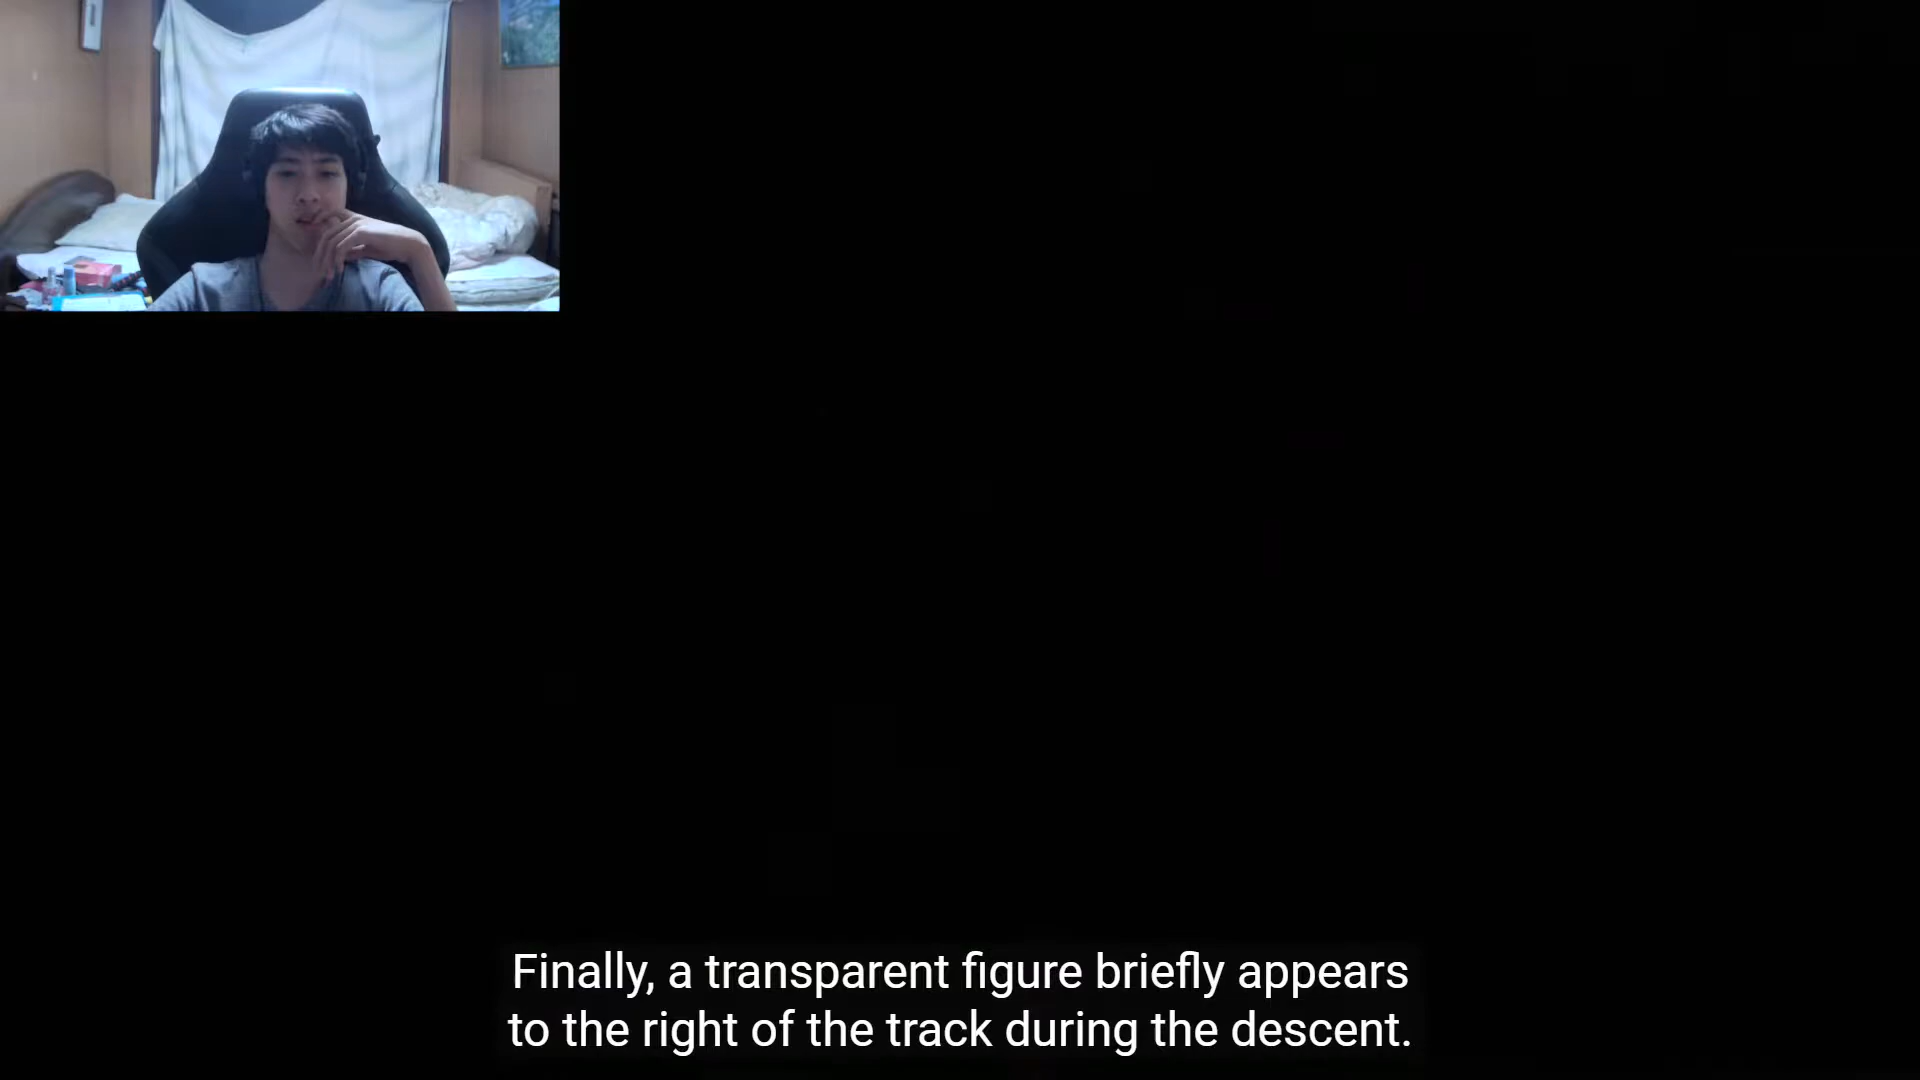 Finally, a transparent figure briefly appears
to the right of the track during the descent.